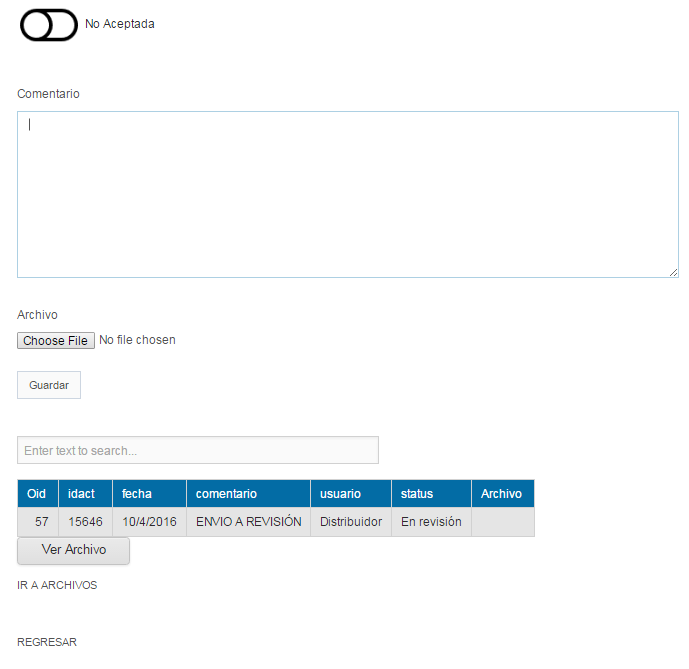 No Aceptada
Comentario
Archivo
Choose File No file chosen
Guardar
Enter text to search...
Oid idact fecha comentario usuario status Archivo
57 15646 10/4/2016 ENVIO A REVISIÓN Distribuidor En revisión
Ver Archivo
IR A ARCHIVOS
REGRESAR